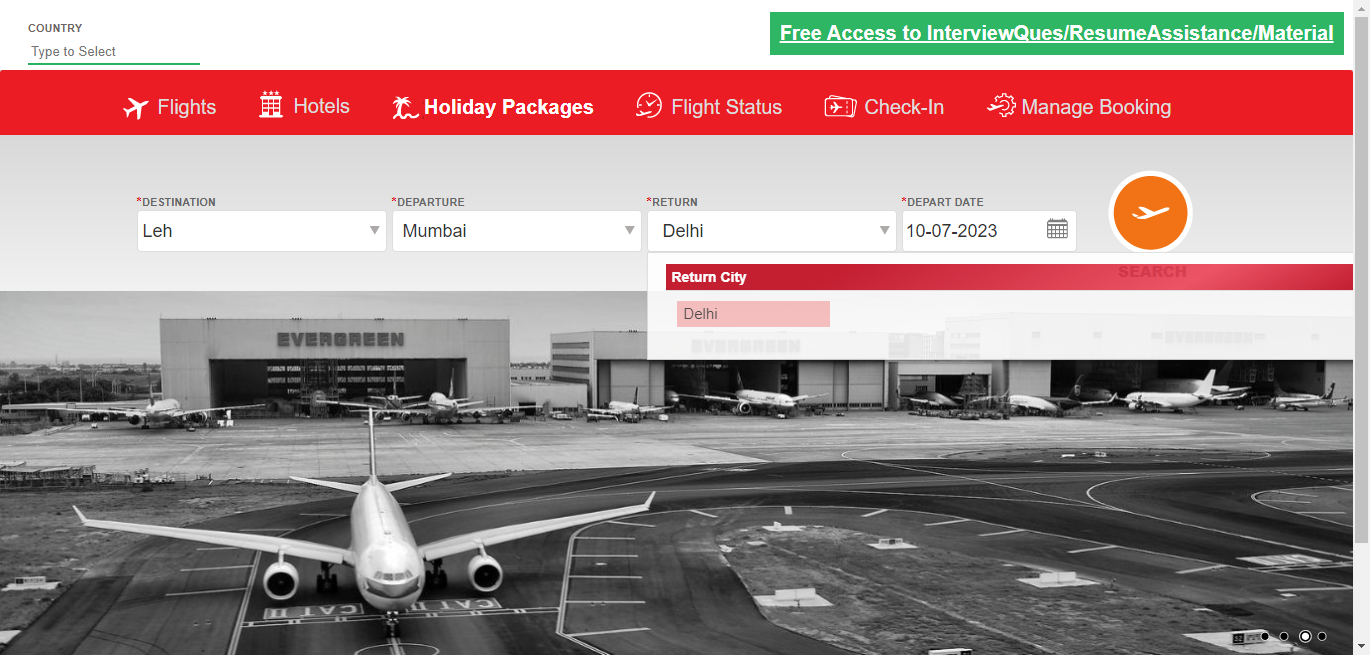 COUNTRY
Type to Select
Free Access to InterviewQues/ResumeAssistance/Material
Flights
Hotels
Holiday Packages
Flight Status
Check-In
Manage Booking
*DESTINATION
*DEPARTURE
*RETURN
*DEPART DATE
Leh
Mumbai
Delhi
10-07-2023
SEARCH
Return City
Delhi
EVERGREEN
EVERGREEN
EVERGREEN
CAT II
CAT II